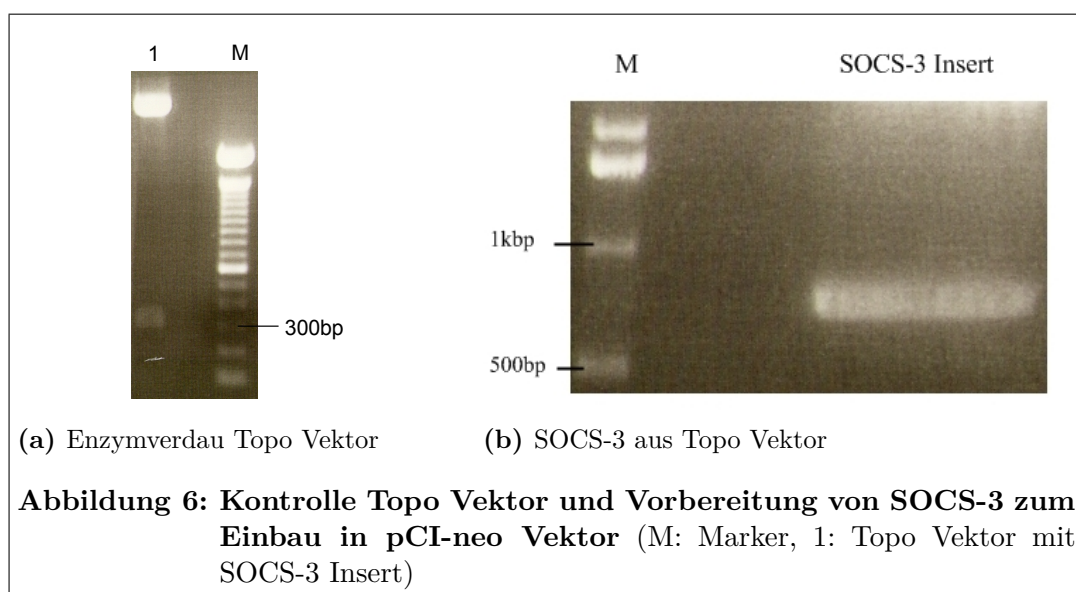 1 M
300bp
(a) Enzymverdau Topo Vektor
M SOCS-3 Insert
1kbp
500bp
(b) SOCS-3 aus Topo Vektor
Abbildung 6: Kontrolle Topo Vektor und Vorbereitung von SOCS-3 zum
Einbau in pCI-neo Vektor (M: Marker, 1: Topo Vektor mit
SOCS-3 Insert)